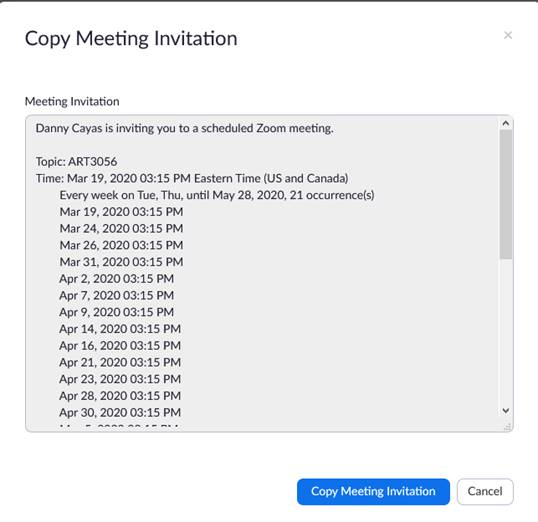 Copy Meeting Invitation
Meeting Invitation
Danny Cayas is inviting you to a scheduled Zoom meeting.
Topic: ART3056
Time: Mar 19, 2020 03:15 PM Eastern Time (US and Canada)
Every week on Tue, Thu, until May 28, 2020, 21 occurrence(s)
Mar 19, 2020 03:15 PM
Mar 24, 2020 03:15 PM
Mar 26, 2020 03:15 PM
Mar 31, 2020 03:15 PM
Apr 2, 2020 03:15 PM
Apr 7, 2020 03:15 PM
Apr 9, 2020 03:15 PM
Apr 14, 2020 03:15 PM
Apr 16, 2020 03:15 PM
Apr 21, 2020 03:15 PM
Apr 23, 2020 03:15 PM
Apr 28, 2020 03:15 PM
Apr 30, 2020 03:15 PM
Copy Meeting Invitation
Cancel